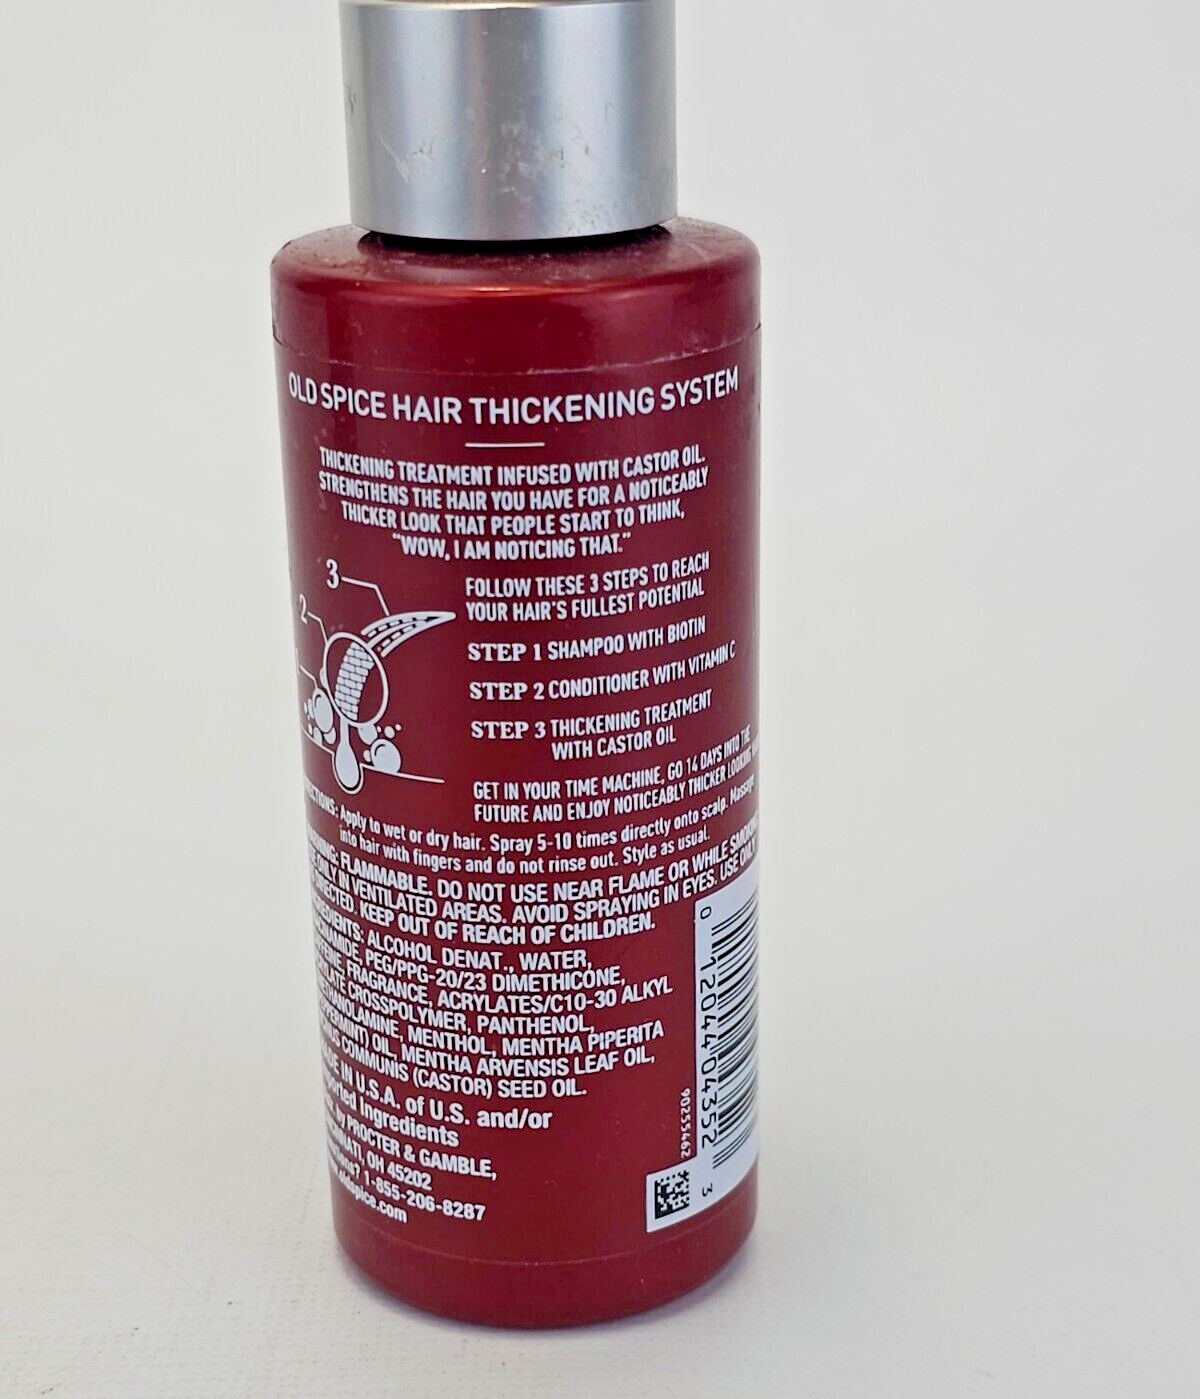 OLD SPICE HAIR THICKENING SYSTEM
THICKENING TREATMENT INFUSED WITH CASTOR OIL.
STRENGTHENS THE HAIR YOU HAVE FOR A NOTICEABLY
THICKER LOOK THAT PEOPLE START TO THINK,
"WOW, I AM NOTICING THAT."
3
2
1
FOLLOW THESE 3 STEPS TO REACH
YOUR HAIR'S FULLEST POTENTIAL
STEP 1 SHAMPOO WITH BIOTIN
STEP 2 CONDITIONER WITH VITAMIN C
STEP 3 THICKENING TREATMENT
WITH CASTOR OIL
GET IN YOUR TIME MACHINE, GO 14 DAYS INTO THE
FUTURE AND ENJOY NOTICEABLY THICKER LOOKING
Apply to wet or dry hair. Spray 5-10 times directly onto scalp. Massage
into hair with fingers and do not rinse out. Style as usual.
FLAMMABLE. DO NOT USE NEAR FLAME OR WHILE
ONLY IN VENTILATED AREAS. AVOID SPRAYING IN EYES. USE ONLY
KEEP OUT OF REACH OF CHILDREN.
ALCOHOL DENAT., WATER,
PEG/PPG-20/23 DIMETHICONE,
FRAGRANCE, ACRYLATES/C10-30 ALKYL
CROSSPOLYMER, PANTHENOL,
MENTHOL, MENTHA PIPERITA
OIL, MENTHA ARVENSIS LEAF OIL,
COMMUNIS (CASTOR) SEED OIL.
IN U.S.A. of U.S. and/or
Ingredients
by PROCTER & GAMBLE,
OH 45202
1-855-206-8287
0 12044 04352 3
90255462